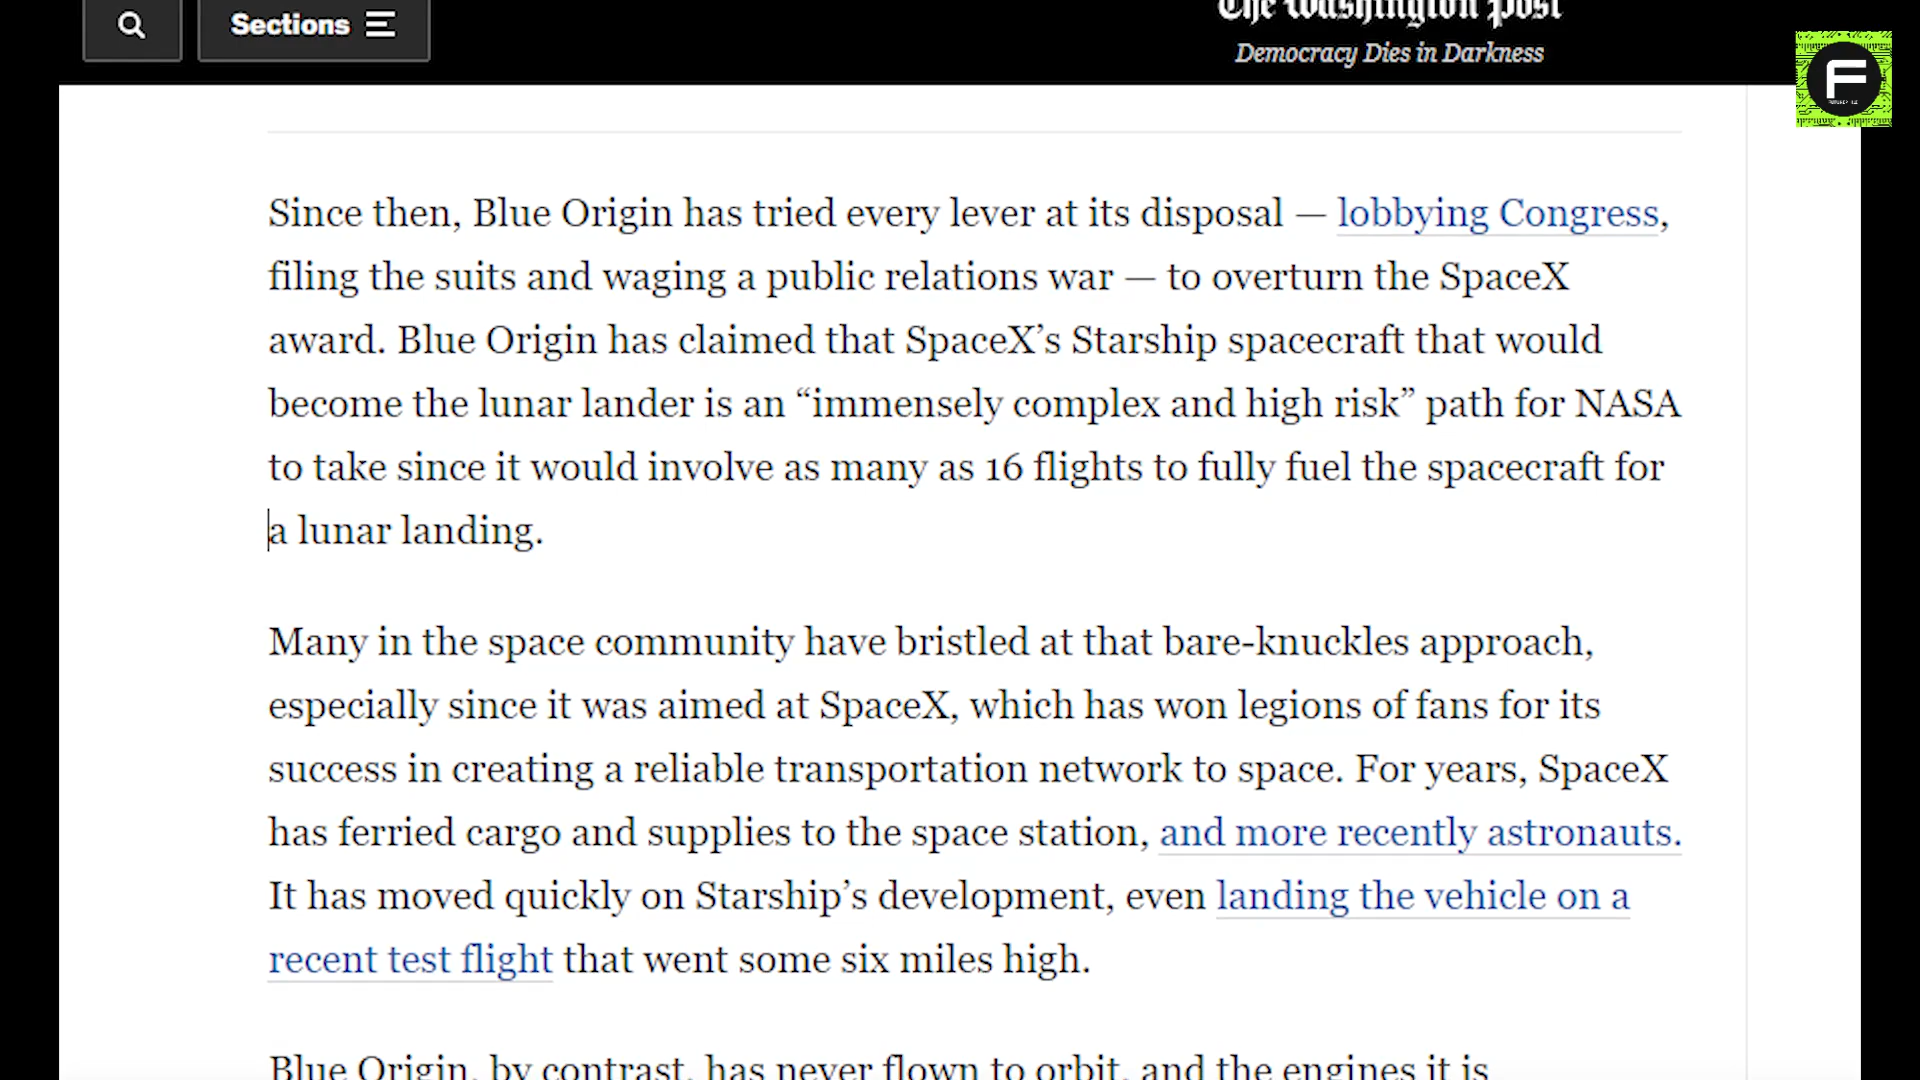 Sections
The Washington Post
Democracy Dies in Darkness
F
Since then, Blue Origin has tried every lever at its disposal — lobbying Congress,
filing the suits and waging a public relations war — to overturn the SpaceX
award. Blue Origin has claimed that SpaceX’s Starship spacecraft that would
become the lunar lander is an “immensely complex and high risk” path for NASA
to take since it would involve as many as 16 flights to fully fuel the spacecraft for
a lunar landing.
Many in the space community have bristled at that bare-knuckles approach,
especially since it was aimed at SpaceX, which has won legions of fans for its
success in creating a reliable transportation network to space. For years, SpaceX
has ferried cargo and supplies to the space station, and more recently astronauts.
It has moved quickly on Starship’s development, even landing the vehicle on a
recent test flight that went some six miles high.
Blue Origin, by contrast, has never flown to orbit, and the engines it is